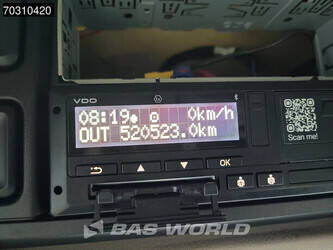 70310420
VDO
08:19 0km/h
OUT 520523.0km
OK
Scan me!
BAS WORLD